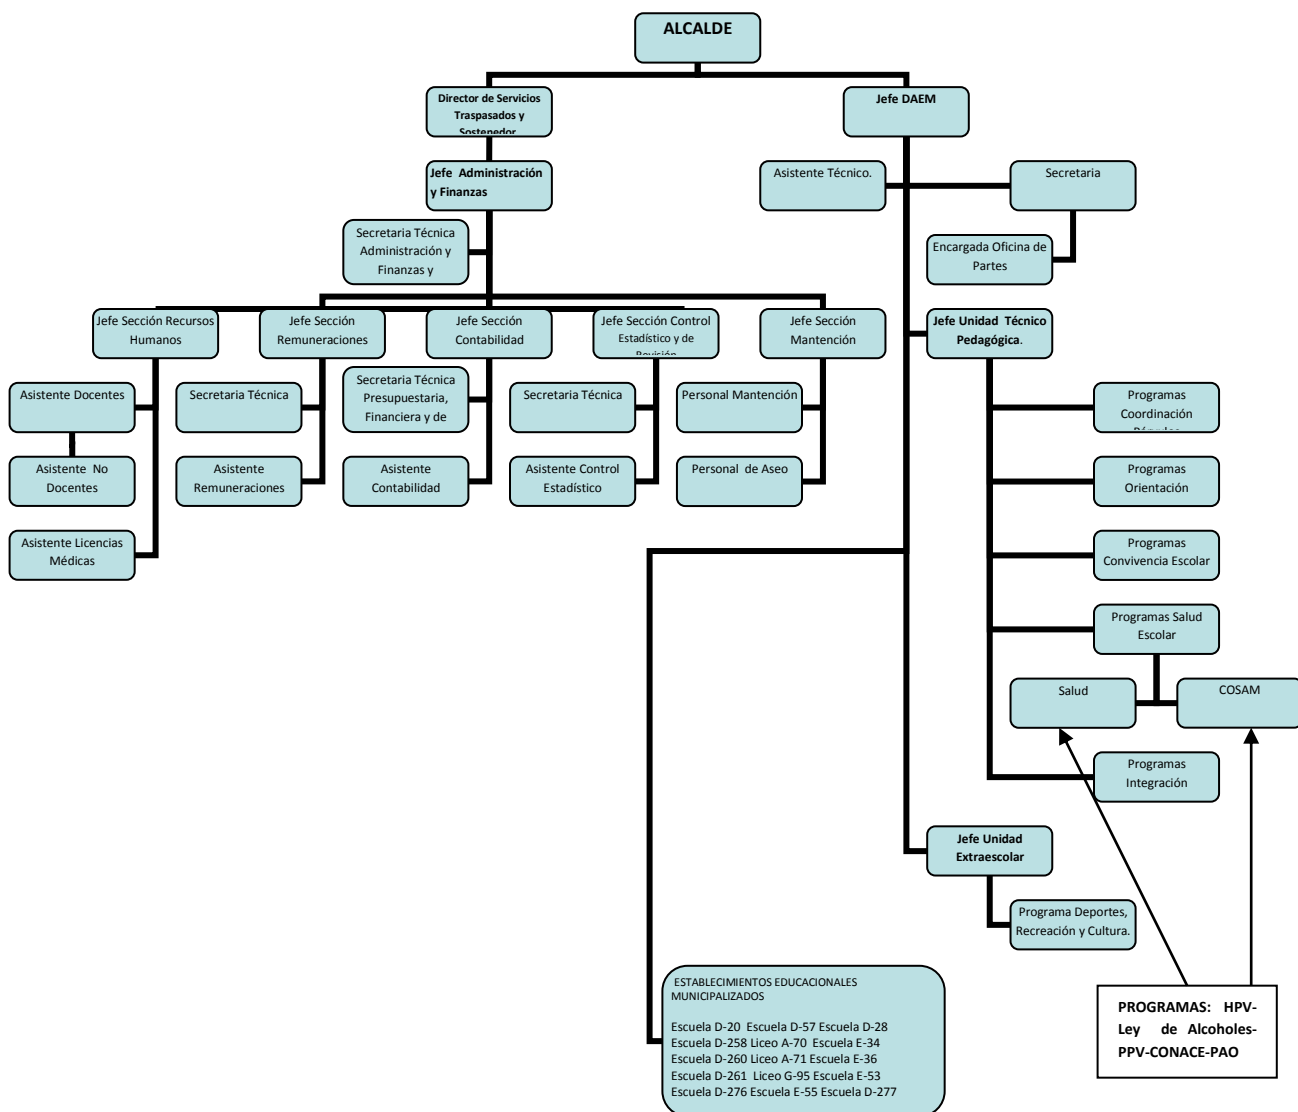 ALCALDE
Director de Servicios
Traspasados y
Sostenedor
Jefe DAEM
Jefe Administración
y Finanzas
Asistente Técnico.
Secretaria
Secretaria Técnica
Administración y
Finanzas y
Encargada Oficina de
Partes
Jefe Sección Recursos
Humanos
Jefe Sección
Remuneraciones
Jefe Sección
Contabilidad
Jefe Sección Control
Estadístico y de
Revisión
Jefe Sección
Mantención
Jefe Unidad Técnico
Pedagógica.
Asistente Docentes
Secretaria Técnica
Secretaria Técnica
Presupuestaria,
Financiera y de
Secretaria Técnica
Personal Mantención
Programas
Coordinación
Asistente No
Docentes
Asistente
Remuneraciones
Asistente
Contabilidad
Asistente Control
Estadístico
Personal de Aseo
Programas
Orientación
Asistente Licencias
Médicas
Programas
Convivencia Escolar
Programas Salud
Escolar
Salud
COSAM
Programas
Integración
Jefe Unidad
Extraescolar
Programa Deportes,
Recreación y Cultura.
ESTABLECIMIENTOS EDUCACIONALES
MUNICIPALIZADOS
Escuela D-20 Escuela D-57 Escuela D-28
Escuela D-258 Liceo A-70 Escuela E-34
Escuela D-260 Liceo A-71 Escuela E-36
Escuela D-261 Liceo G-95 Escuela E-53
Escuela D-276 Escuela E-55 Escuela D-277
PROGRAMAS: HPV-
Ley de Alcoholes-
PPV-CONACE-PAO